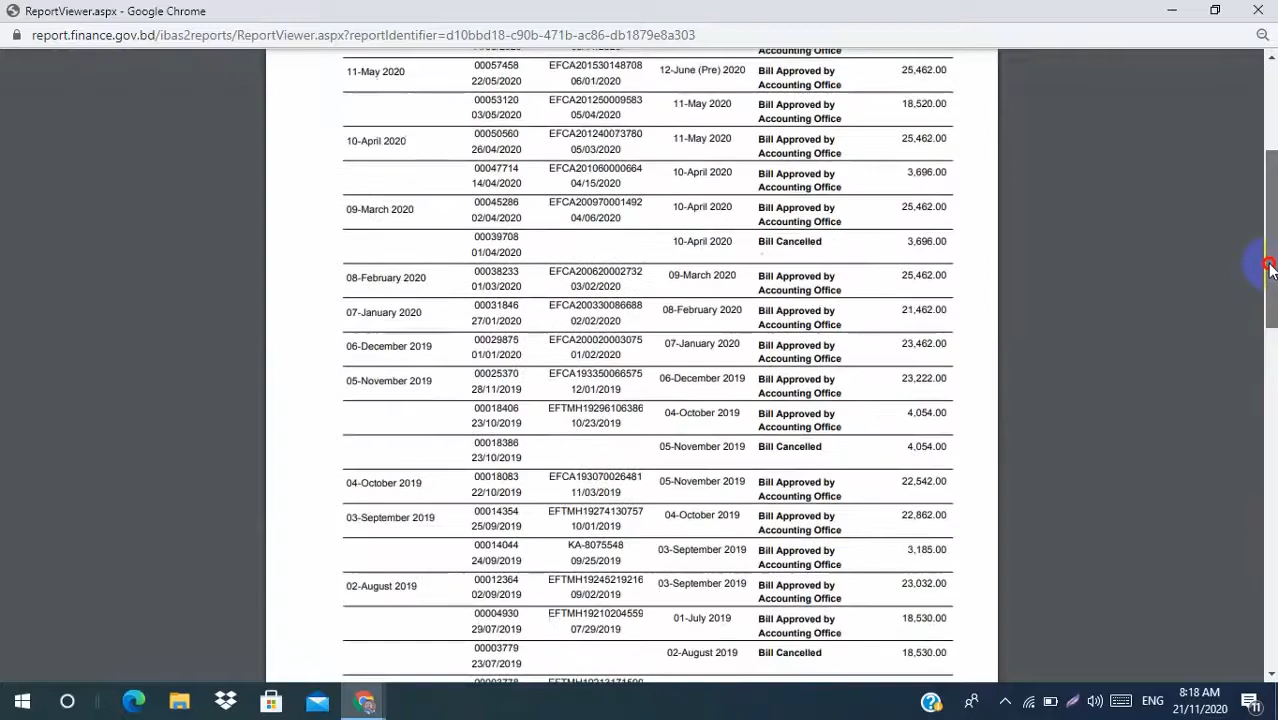 ReportViewer.aspx - Google Chrome
report.finance.gov.bd/ibas2reports/ReportViewer.aspx?reportIdentifier=d10bbd18-c90b-471b-ac86-db1879e8a303
Accounting Office
11-May 2020 00057458 EFCA201530148708 12-June (Pre) 2020 Bill Approved by 25,462.00
22/05/2020 06/01/2020 Accounting Office
00053120 EFCA201250009583 11-May 2020 Bill Approved by 18,520.00
03/05/2020 05/04/2020 Accounting Office
10-April 2020 00050560 EFCA201240073780 11-May 2020 Bill Approved by 25,462.00
26/04/2020 05/03/2020 Accounting Office
00047714 EFCA201060000664 10-April 2020 Bill Approved by 3,696.00
14/04/2020 04/15/2020 Accounting Office
09-March 2020 00045286 EFCA200970001492 10-April 2020 Bill Approved by 25,462.00
02/04/2020 04/06/2020 Accounting Office
00039708 10-April 2020 Bill Cancelled 3,696.00
01/04/2020
08-February 2020 00038233 EFCA200620002732 09-March 2020 Bill Approved by 25,462.00
01/03/2020 03/02/2020 Accounting Office
07-January 2020 00031846 EFCA200330086688 08-February 2020 Bill Approved by 21,462.00
27/01/2020 02/02/2020 Accounting Office
06-December 2019 00029875 EFCA200020003075 07-January 2020 Bill Approved by 23,462.00
01/01/2020 01/02/2020 Accounting Office
05-November 2019 00025370 EFCA193350066575 06-December 2019 Bill Approved by 23,222.00
28/11/2019 12/01/2019 Accounting Office
00018406 EFTMH19296106386 04-October 2019 Bill Approved by 4,054.00
23/10/2019 10/23/2019 Accounting Office
00018386 05-November 2019 Bill Cancelled 4,054.00
23/10/2019
04-October 2019 00018083 EFCA193070026481 05-November 2019 Bill Approved by 22,542.00
22/10/2019 11/03/2019 Accounting Office
03-September 2019 00014354 EFTMH19274130757 04-October 2019 Bill Approved by 22,862.00
25/09/2019 10/01/2019 Accounting Office
00014044 KA-8075548 03-September 2019 Bill Approved by 3,185.00
24/09/2019 09/25/2019 Accounting Office
02-August 2019 00012364 EFTMH19245219216 03-September 2019 Bill Approved by 23,032.00
02/09/2019 09/02/2019 Accounting Office
00004930 EFTMH19210204559 01-July 2019 Bill Approved by 18,530.00
29/07/2019 07/29/2019 Accounting Office
00003779 02-August 2019 Bill Cancelled 18,530.00
23/07/2019
ENG
8:18 AM
21/11/2020
11